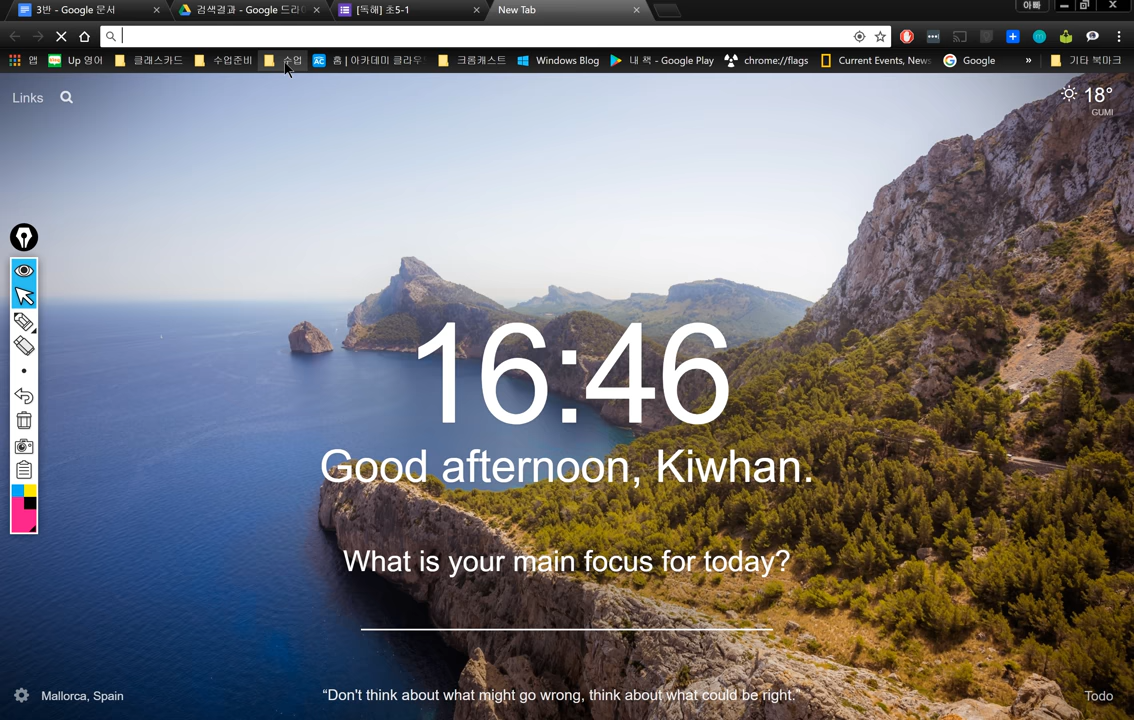 3반 - Google 문서
검색결과 - Google 드라이
[독해] 초5-1
New Tab
아빠
앱
Up 영어
클래스카드
수업준비
수업
홈 | 아카데미 클라우
크롬캐스트
Windows Blog
내 책 - Google Play
chrome://flags
Current Events, News
Google
»
기타 북마크
Links
18°
GUMI
16:46
Good afternoon, Kiwhan.
What is your main focus for today?
Mallorca, Spain
“Don't think about what might go wrong, think about what could be right.”
Todo